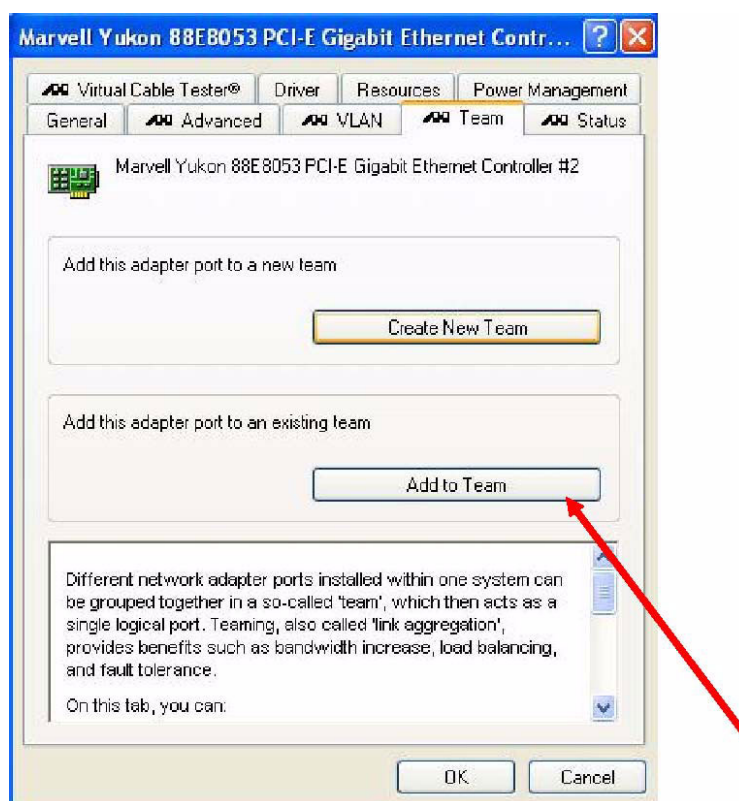 Marvell Yukon 88E8053 PCI-E Gigabit Ethernet Contr...
Virtual Cable Tester® Driver Resources Power Management
General Advanced VLAN Team Status
Marvell Yukon 88E8053 PCI-E Gigabit Ethernet Controller #2
Add this adapter port to a new team
Create New Team
Add this adapter port to an existing team
Add to Team
Different network adapter ports installed within one system can
be grouped together in a so-called 'team', which then acts as a
single logical port. Teaming, also called 'link aggregation',
provides benefits such as bandwidth increase, load balancing,
and fault tolerance.
On this tab, you can:
OK Cancel